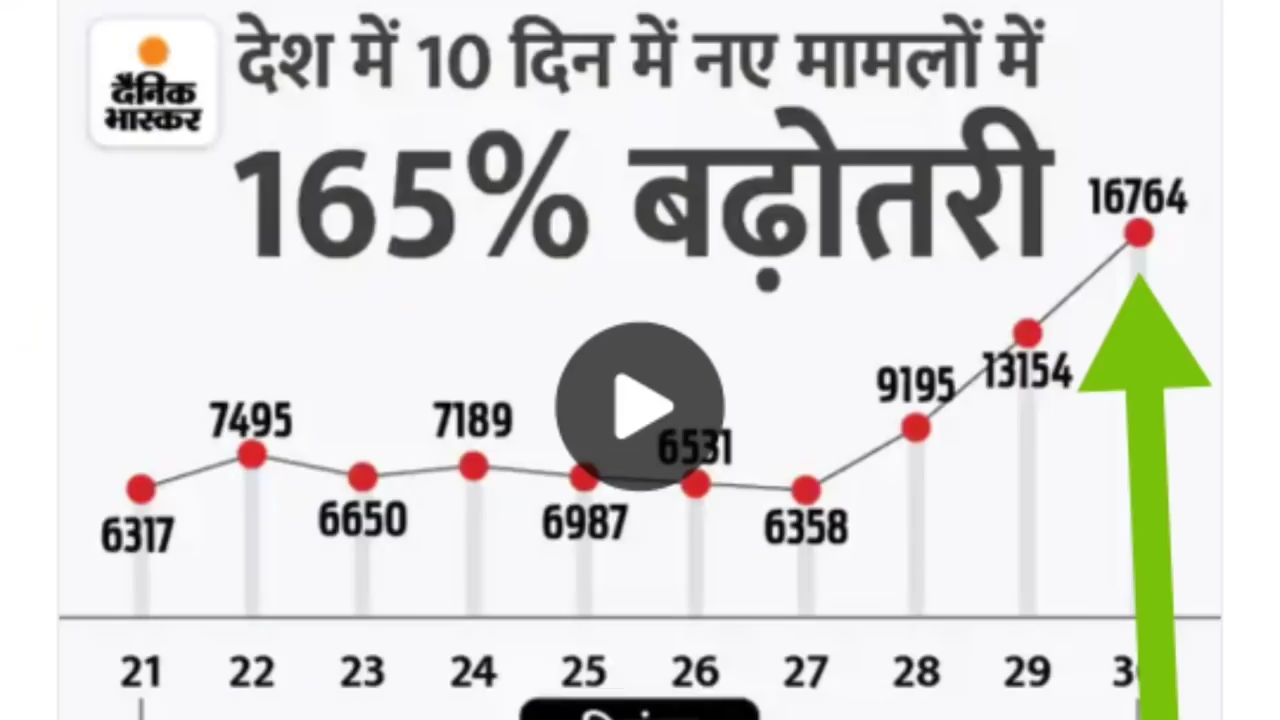 दैनिक
भास्कर
देश में 10 दिन में नए मामलों में
165% बढ़ोतरी
16764
13154
9195
7495
7189
6531
6317
6650
6987
6358
21 22 23 24 25 26 27 28 29